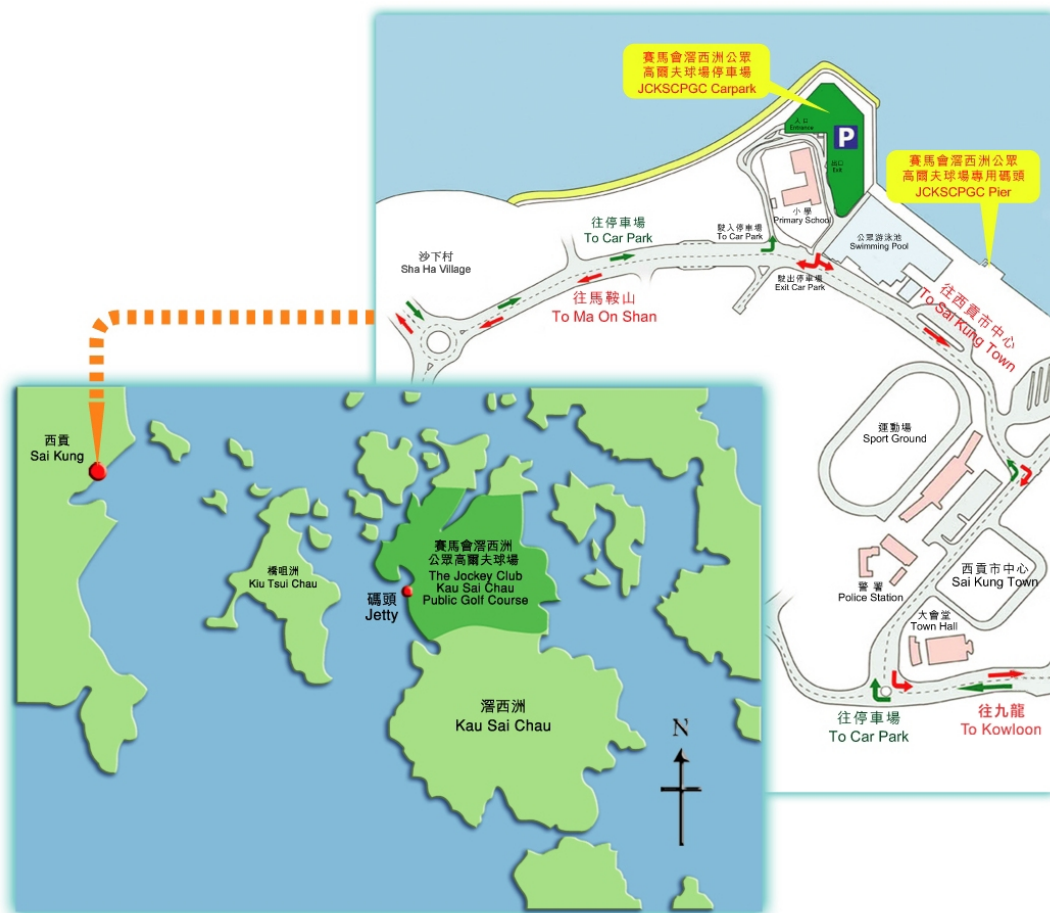 賽馬會滘西洲公眾
高爾夫球場停車場
JCKSCPGC Carpark
入口
Entrance
P
出口
Exit
賽馬會滘西洲公眾
高爾夫球場專用碼頭
JCKSCPGC Pier
小學
Primary School
公眾游泳池
Swimming Pool
往停車場
To Car Park
駛入停車場
To Car Park
沙下村
Sha Ha Village
駛出停車場
Exit Car Park
往馬鞍山
To Ma On Shan
往西貢市中心
To Sai Kung Town
運動場
Sport Ground
西貢
Sai Kung
賽馬會滘西洲
公眾高爾夫球場
The Jockey Club
Kau Sai Chau
Public Golf Course
橋咀洲
Kiu Tsui Chau
碼頭
Jetty
西貢市中心
Sai Kung Town
警署
Police Station
大會堂
Town Hall
滘西洲
Kau Sai Chau
N
往停車場
To Car Park
往九龍
To Kowloon